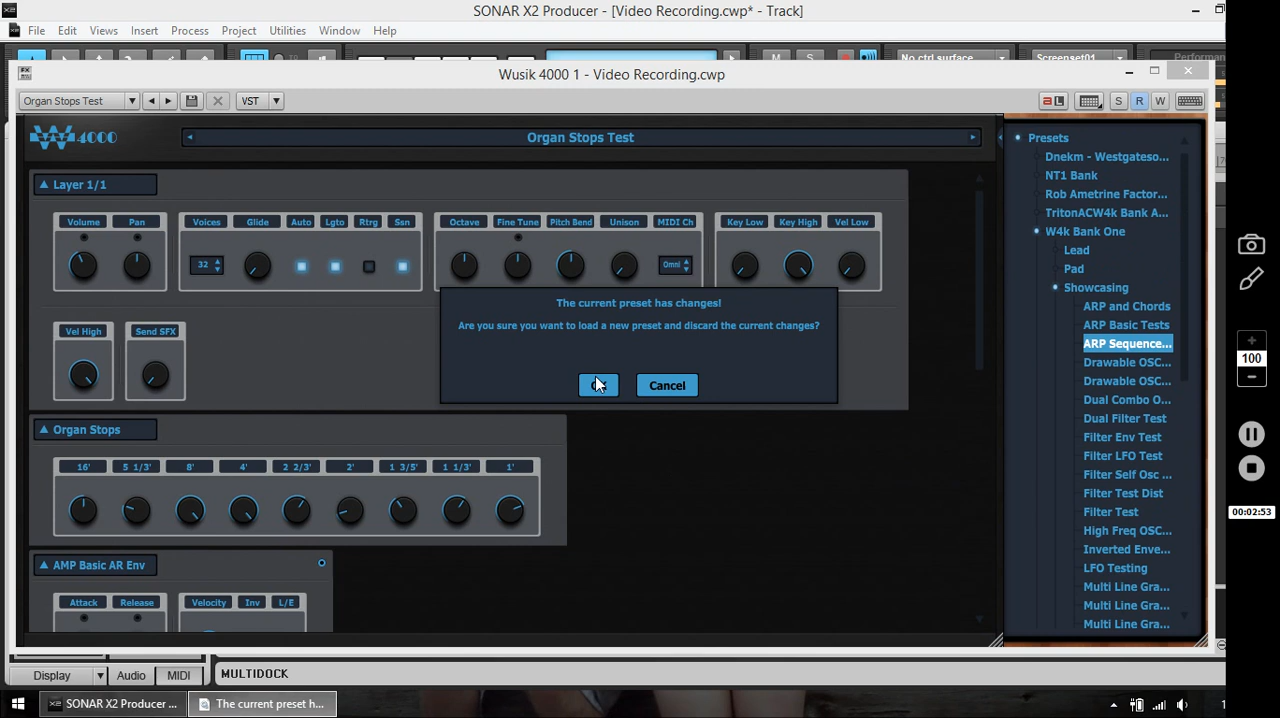 SONAR X2 Producer - [Video Recording.cwp* - Track]
File Edit Views Insert Process Project Utilities Window Help
M S No ctrl surface Screenset01
Wusik 4000 1 - Video Recording.cwp
Organ Stops Test VST aL S R W
4000 Organ Stops Test
Layer 1/1
Volume Pan Voices Glide Auto Lgto Rtrg Ssn Octave Fine Tune Pitch Bend Unison MIDI Ch Key Low Key High Vel Low
32 Omni
The current preset has changes!
Are you sure you want to load a new preset and discard the current changes?
Cancel
Vel High Send SFX
Organ Stops
16' 5 1/3' 8' 4' 2 2/3' 2' 1 3/5' 1 1/3' 1'
AMP Basic AR Env
Attack Release Velocity Inv L/E
Presets
Dnekm - Westgateso...
NT1 Bank
Rob Ametrine Factor...
TritonACW4k Bank A...
W4k Bank One
Lead
Pad
Showcasing
ARP and Chords
ARP Basic Tests
ARP Sequence...
Drawable OSC...
Drawable OSC...
Dual Combo O...
Dual Filter Test
Filter Env Test
Filter LFO Test
Filter Self Osc ...
Filter Test Dist
Filter Test
High Freq OSC...
Inverted Enve...
LFO Testing
Multi Line Gra...
Multi Line Gra...
Multi Line Gra...
100
00:02:53
Display Audio MIDI MULTIDOCK
SONAR X2 Producer ... The current preset h...